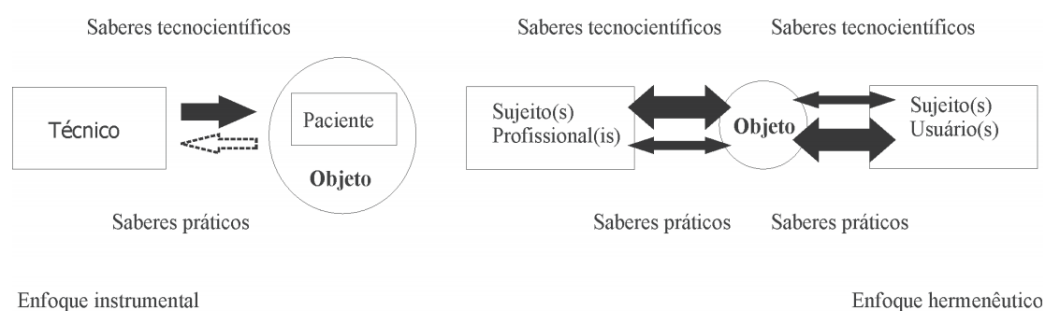 Saberes tecnocientíficos
Técnico
Paciente
Objeto
Saberes práticos
Enfoque instrumental
Saberes tecnocientíficos
Saberes tecnocientíficos
Sujeito(s)
Profissional(is)
Objeto
Sujeito(s)
Usuário(s)
Saberes práticos
Saberes práticos
Enfoque hermenêutico